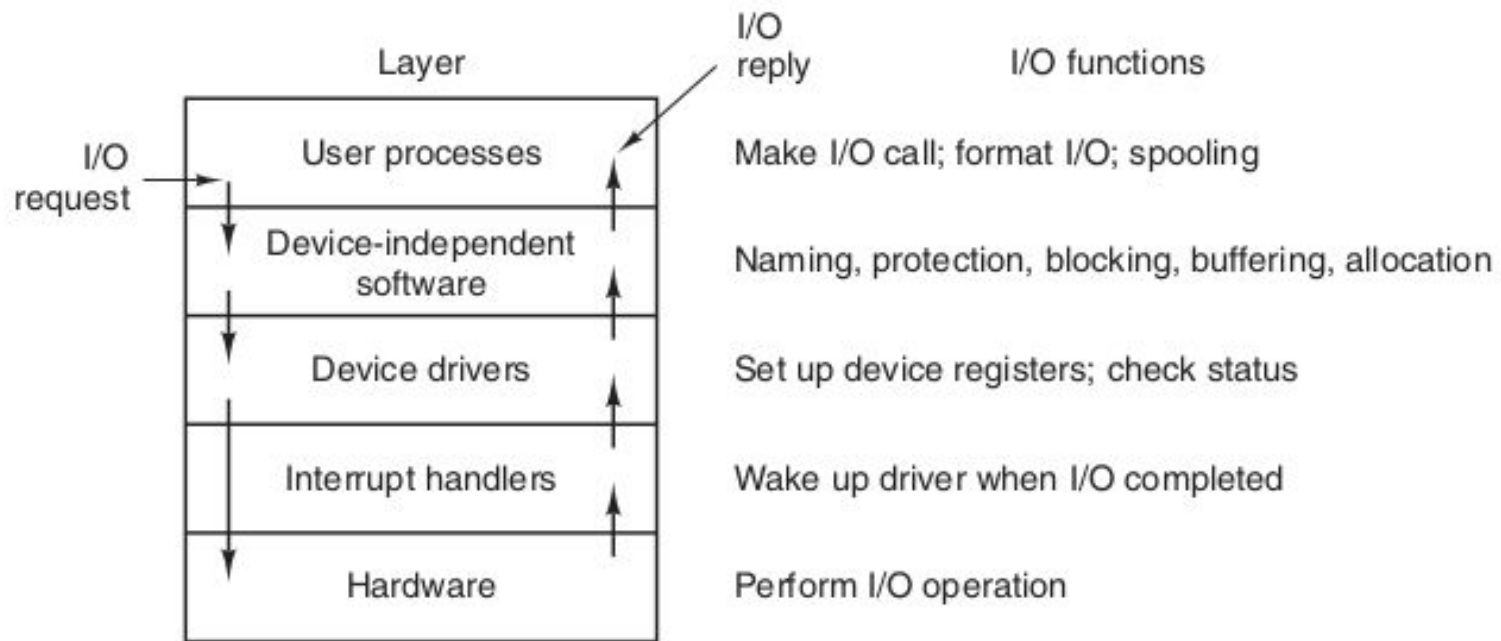 Layer
I/O
reply
I/O functions
I/O
request
User processes
Make I/O call; format I/O; spooling
Device-independent
software
Naming, protection, blocking, buffering, allocation
Device drivers
Set up device registers; check status
Interrupt handlers
Wake up driver when I/O completed
Hardware
Perform I/O operation